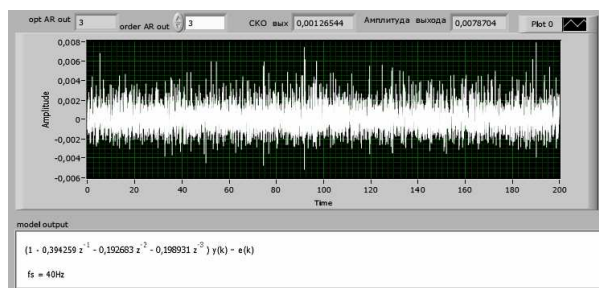 opt AR out 3 order AR out 3 СКО вых 0,00126544 Амплитуда выхода 0,0078704 Plot 0
0,008
0,006
0,004
0,002
0
-0,002
-0,004
-0,006
Amplitude
0 20 40 60 80 100 120 140 160 180 200
Time
model output
(1 - 0,394259 z^-1 - 0,192683 z^-2 - 0,198931 z^-3 ) y(k) = e(k)
fs = 40Hz